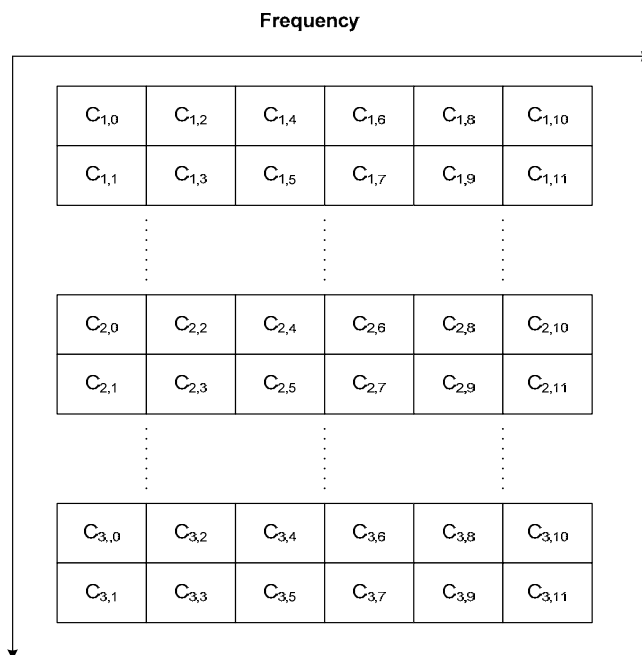 Frequency
C1,0 C1,2 C1,4 C1,6 C1,8 C1,10
C1,1 C1,3 C1,5 C1,7 C1,9 C1,11
C2,0 C2,2 C2,4 C2,6 C2,8 C2,10
C2,1 C2,3 C2,5 C2,7 C2,9 C2,11
C3,,0 C3,2 C3,4 C3,6 C3,8 C3,10
C3,1 C3,3 C3,5 C3,7 C3,9 C3,11